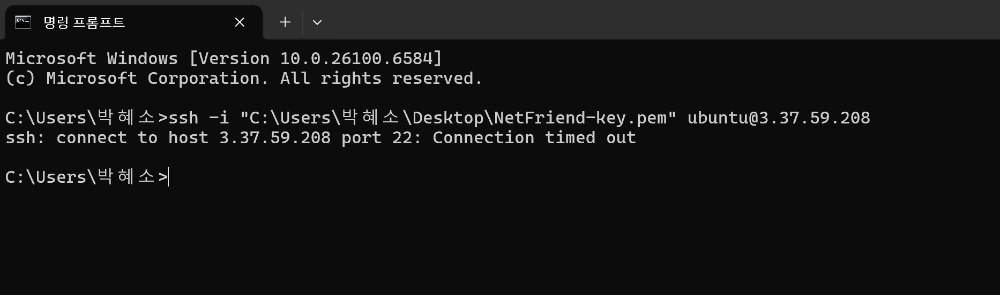 명령 프롬프트
Microsoft Windows [Version 10.0.26100.6584]
(c) Microsoft Corporation. All rights reserved.
C:\Users\박혜소>ssh -i "C:\Users\박혜소\Desktop\NetFriend-key.pem" ubuntu@3.37.59.208
ssh: connect to host 3.37.59.208 port 22: Connection timed out
C:\Users\박혜소>